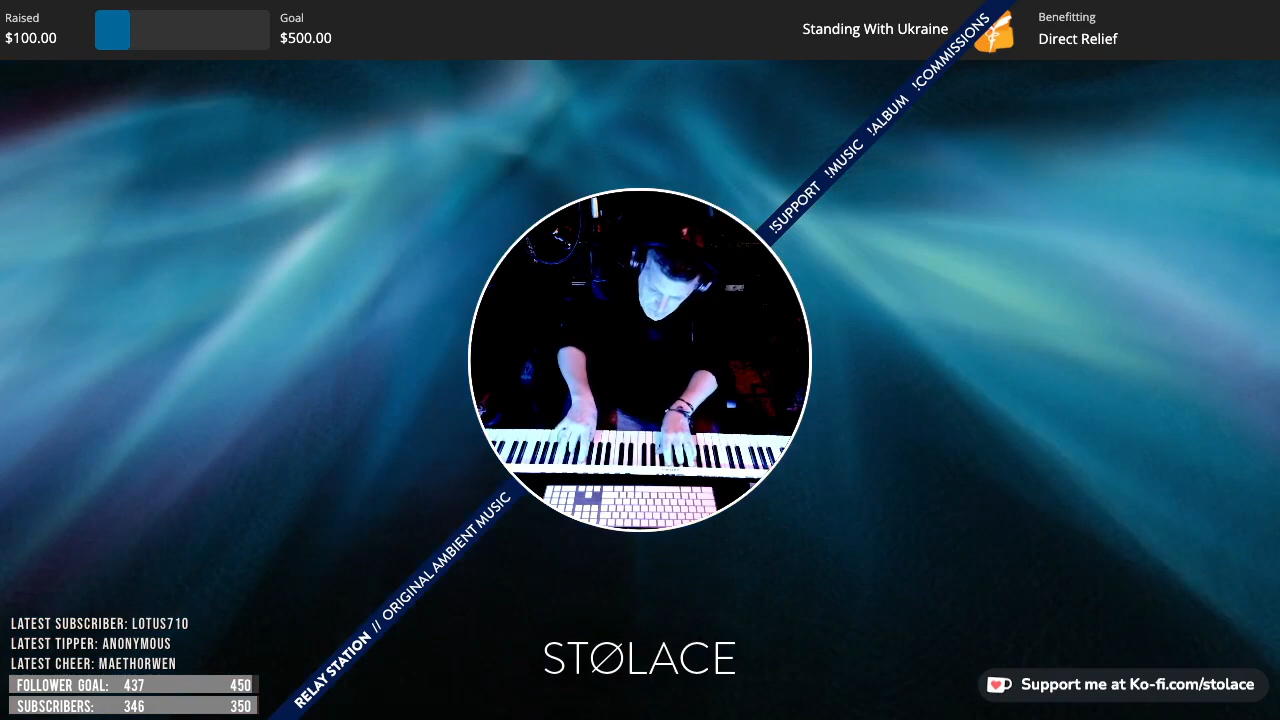 Raised
$100.00
Goal
$500.00
Standing With Ukraine
Benefitting
Direct Relief
!SUPPORT !MUSIC !ALBUM !COMMISSIONS
RELAY STATION // ORIGINAL AMBIENT MUSIC
STØLACE
LATEST SUBSCRIBER: LOTUS710
LATEST TIPPER: ANONYMOUS
LATEST CHEER: MAETHORWEN
FOLLOWER GOAL: 437 450
SUBSCRIBERS: 346 350
Support me at Ko-fi.com/stolace